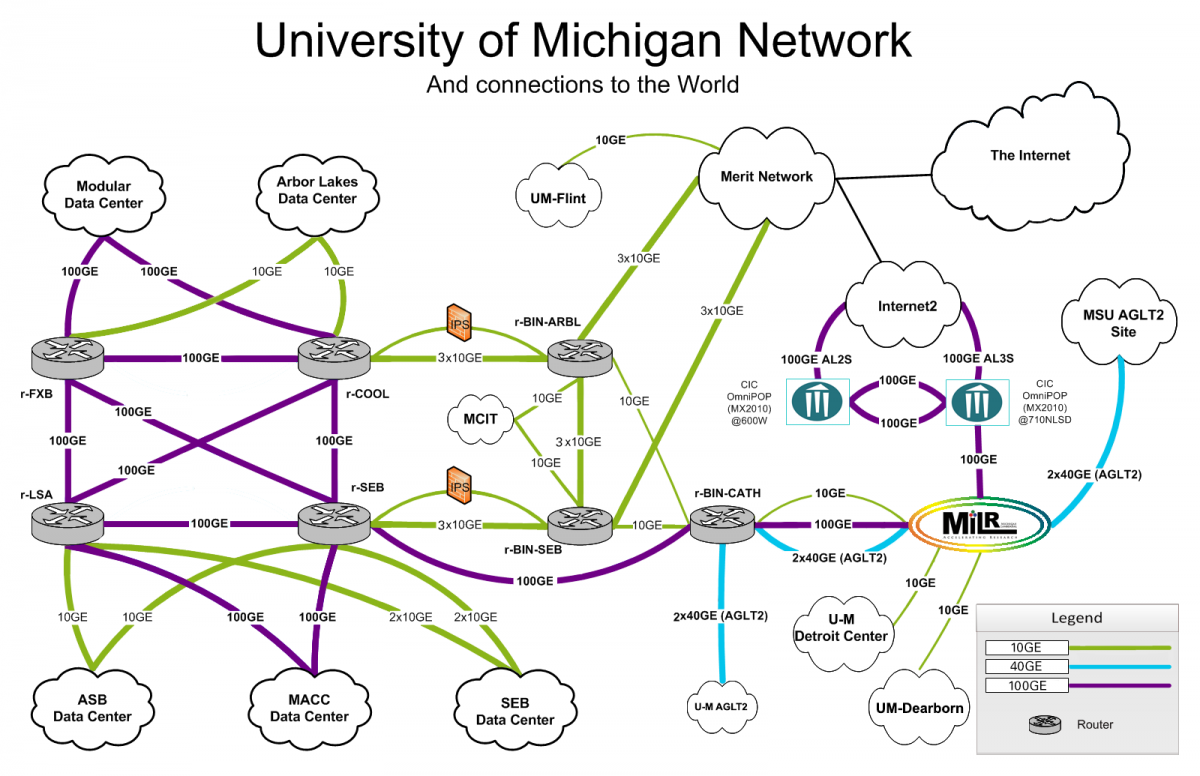 University of Michigan Network
And connections to the World
10GE
The Internet
Modular
Data Center
Arbor Lakes
Data Center
Merit Network
UM-Flint
3x10GE
100GE
100GE
10GE
10GE
Internet2
3x10GE
MSU AGLT2
Site
IPS
r-BIN-ARBL
100GE
3x10GE
100GE AL2S
100GE AL3S
r-FXB
r-COOL
100GE
CIC
OmniPOP
(MX2010)
@600W
CIC
OmniPOP
(MX2010)
@710NLSD
100GE
10GE
10GE
MCIT
100GE
100GE
100GE
3x10GE
100GE
10GE
100GE
2x40GE (AGLT2)
r-LSA
r-SEB
IPS
r-BIN-CATH
10GE
100GE
3x10GE
10GE
100GE
MiLR
ACCELERATING RESEARCH
r-BIN-SEB
2x40GE (AGLT2)
100GE
10GE
10GE
10GE
10GE
100GE
100GE
2x10GE
2x10GE
2x40GE (AGLT2)
U-M
Detroit Center
Legend
10GE
40GE
100GE
Router
ASB
Data Center
MACC
Data Center
SEB
Data Center
U-M AGLT2
UM-Dearborn